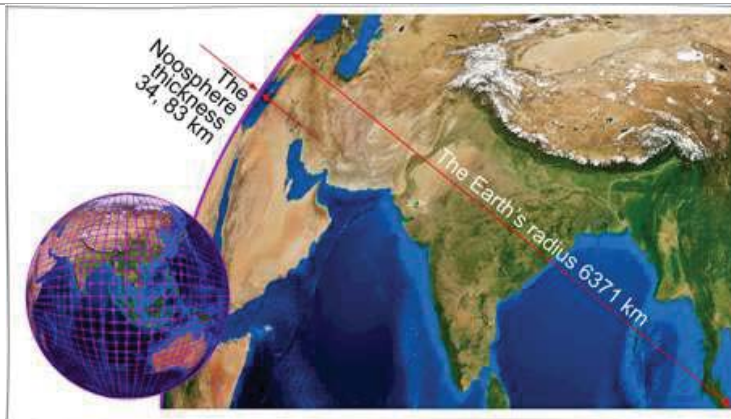 The
Noosphere
thickness
34, 83 km
The Earth's radius 6371 km